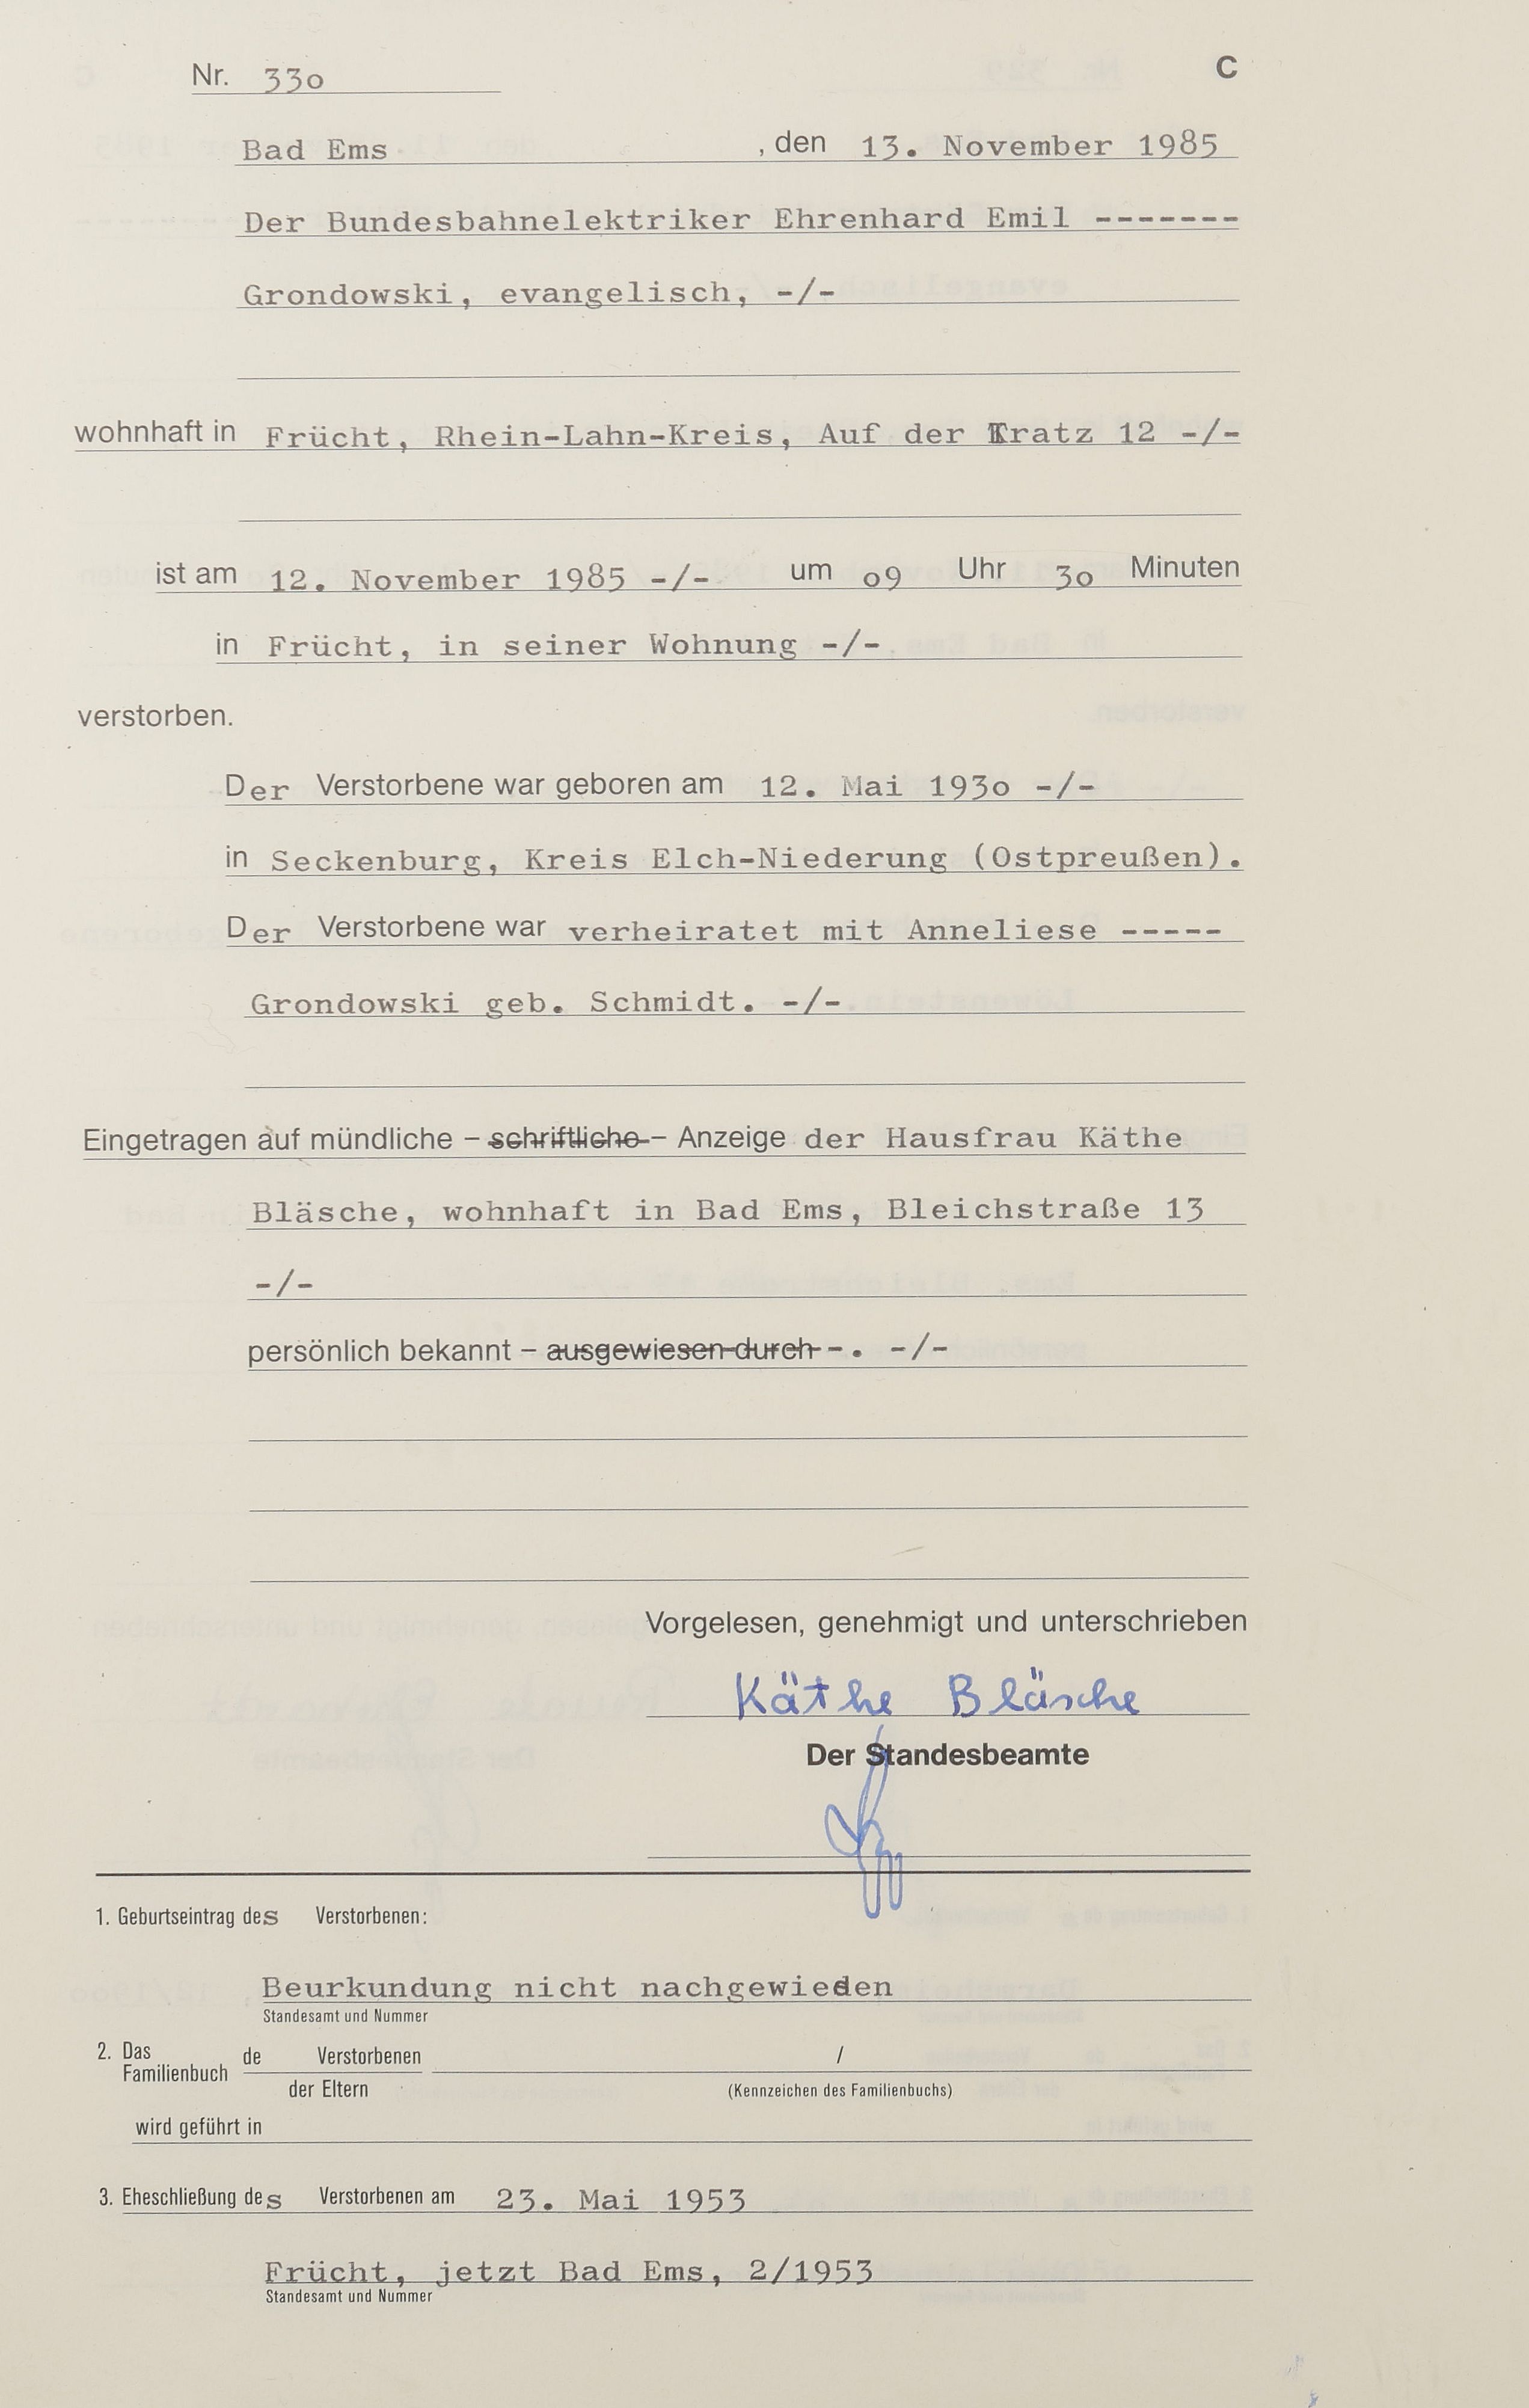 Nr. 33o C
Bad Ems , den 13. November 1985
Der Bundesbahnelektriker Ehrenhard Emil -------
Grondowski, evangelisch, -/-
wohnhaft in Frücht, Rhein-Lahn-Kreis, Auf der Kratz 12 -/-
ist am 12. November 1985 -/- um o9 Uhr 3o Minuten
in Frücht, in seiner Wohnung -/-
verstorben.
Der Verstorbene war geboren am 12. Mai 193o -/-
in Seckenburg, Kreis Elch-Niederung (Ostpreußen).
Der Verstorbene war verheiratet mit Anneliese -----
Grondowski geb. Schmidt. -/-
Eingetragen auf mündliche – schriftliche – Anzeige der Hausfrau Käthe
Bläsche, wohnhaft in Bad Ems, Bleichstraße 13
-/-
persönlich bekannt – ausgewiesen durch -. -/-
Vorgelesen, genehmigt und unterschrieben
Käthe Bläsche
Der Standesbeamte
1. Geburtseintrag des Verstorbenen:
Beurkundung nicht nachgewieden
Standesamt und Nummer
2. Das de Verstorbenen /
Familienbuch der Eltern (Kennzeichen des Familienbuchs)
wird geführt in
3. Eheschließung des Verstorbenen am 23. Mai 1953
Frücht, jetzt Bad Ems, 2/1953
Standesamt und Nummer